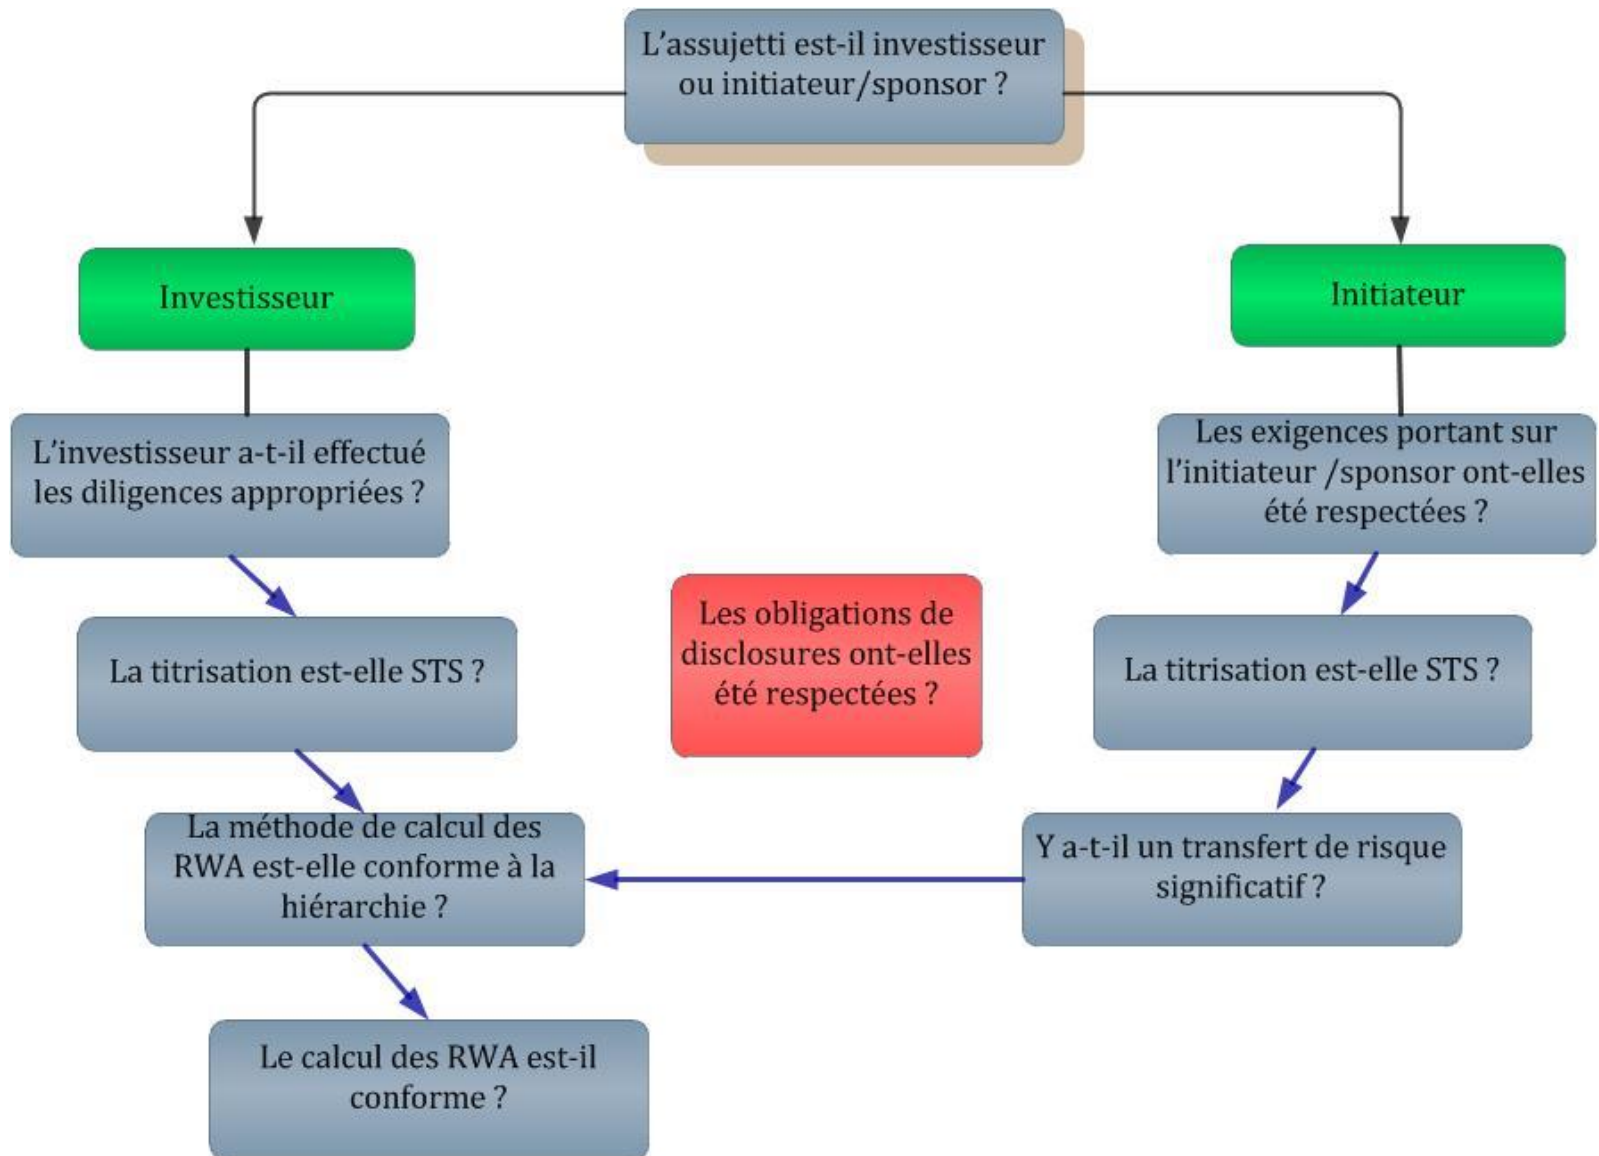 L'assujetti est-il investisseur
ou initiateur/sponsor ?
Investisseur
Initiateur
L'investisseur a-t-il effectué
les diligences appropriées ?
Les exigences portant sur
l'initiateur /sponsor ont-elles
été respectées ?
Les obligations de
disclosures ont-elles
été respectées ?
La titrisation est-elle STS ?
La titrisation est-elle STS ?
La méthode de calcul des
RWA est-elle conforme à la
hiérarchie ?
Y a-t-il un transfert de risque
significatif ?
Le calcul des RWA est-il
conforme ?